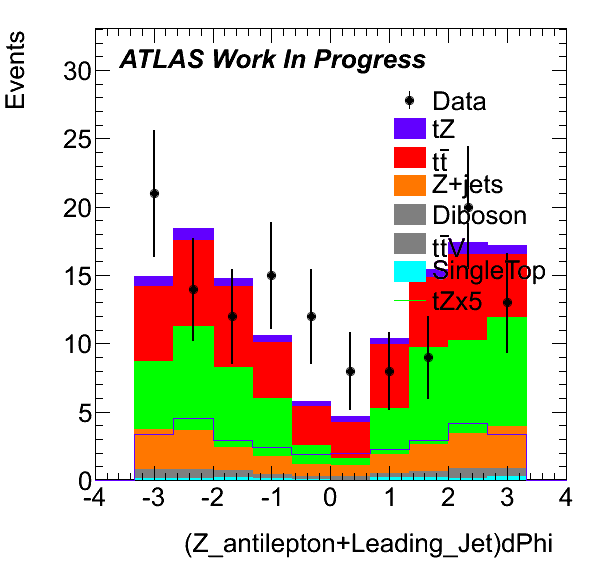 Events
ATLAS Work In Progress
30
25
20
15
10
5
0
Data
tZ
tt̄
Z+jets
Diboson
tt̄V
SingleTop
tZx5
-4 -3 -2 -1 0 1 2 3 4
(Z_antilepton+Leading_Jet)dPhi